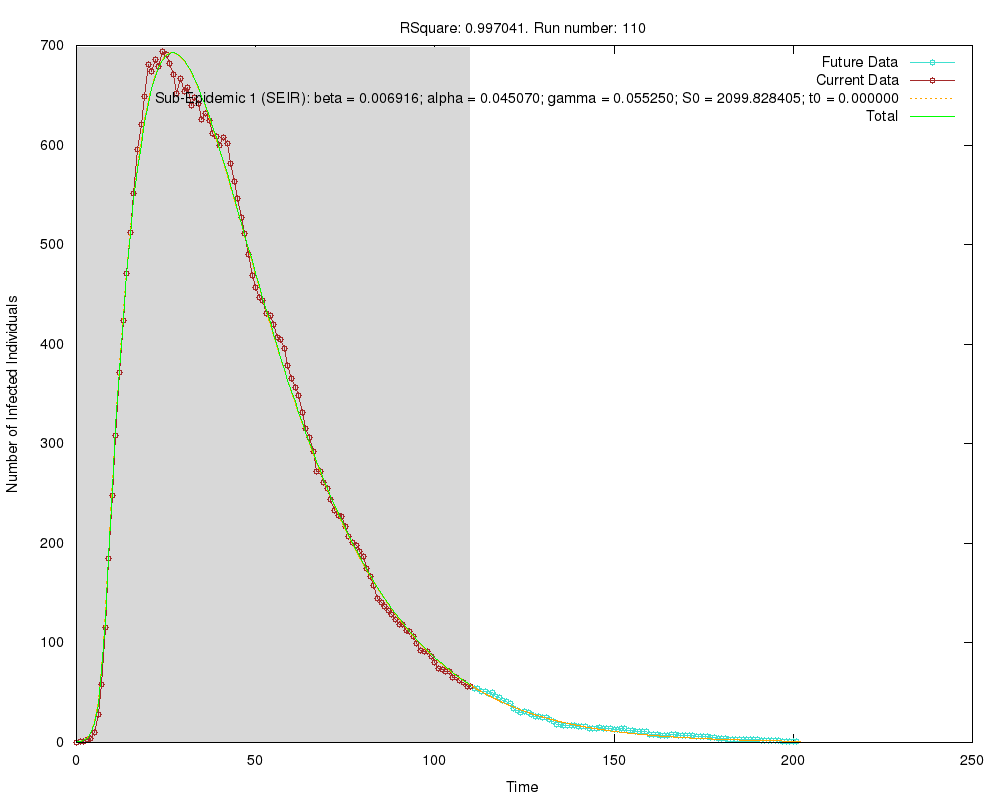 RSquare: 0.997041. Run number: 110
700
600
500
400
300
200
100
0
Number of Infected Individuals
Future Data
Current Data
Sub-Epidemic 1 (SEIR): beta = 0.006916; alpha = 0.045070; gamma = 0.055250; S0 = 2099.828405; t0 = 0.000000
Total
0 50 100 150 200 250
Time